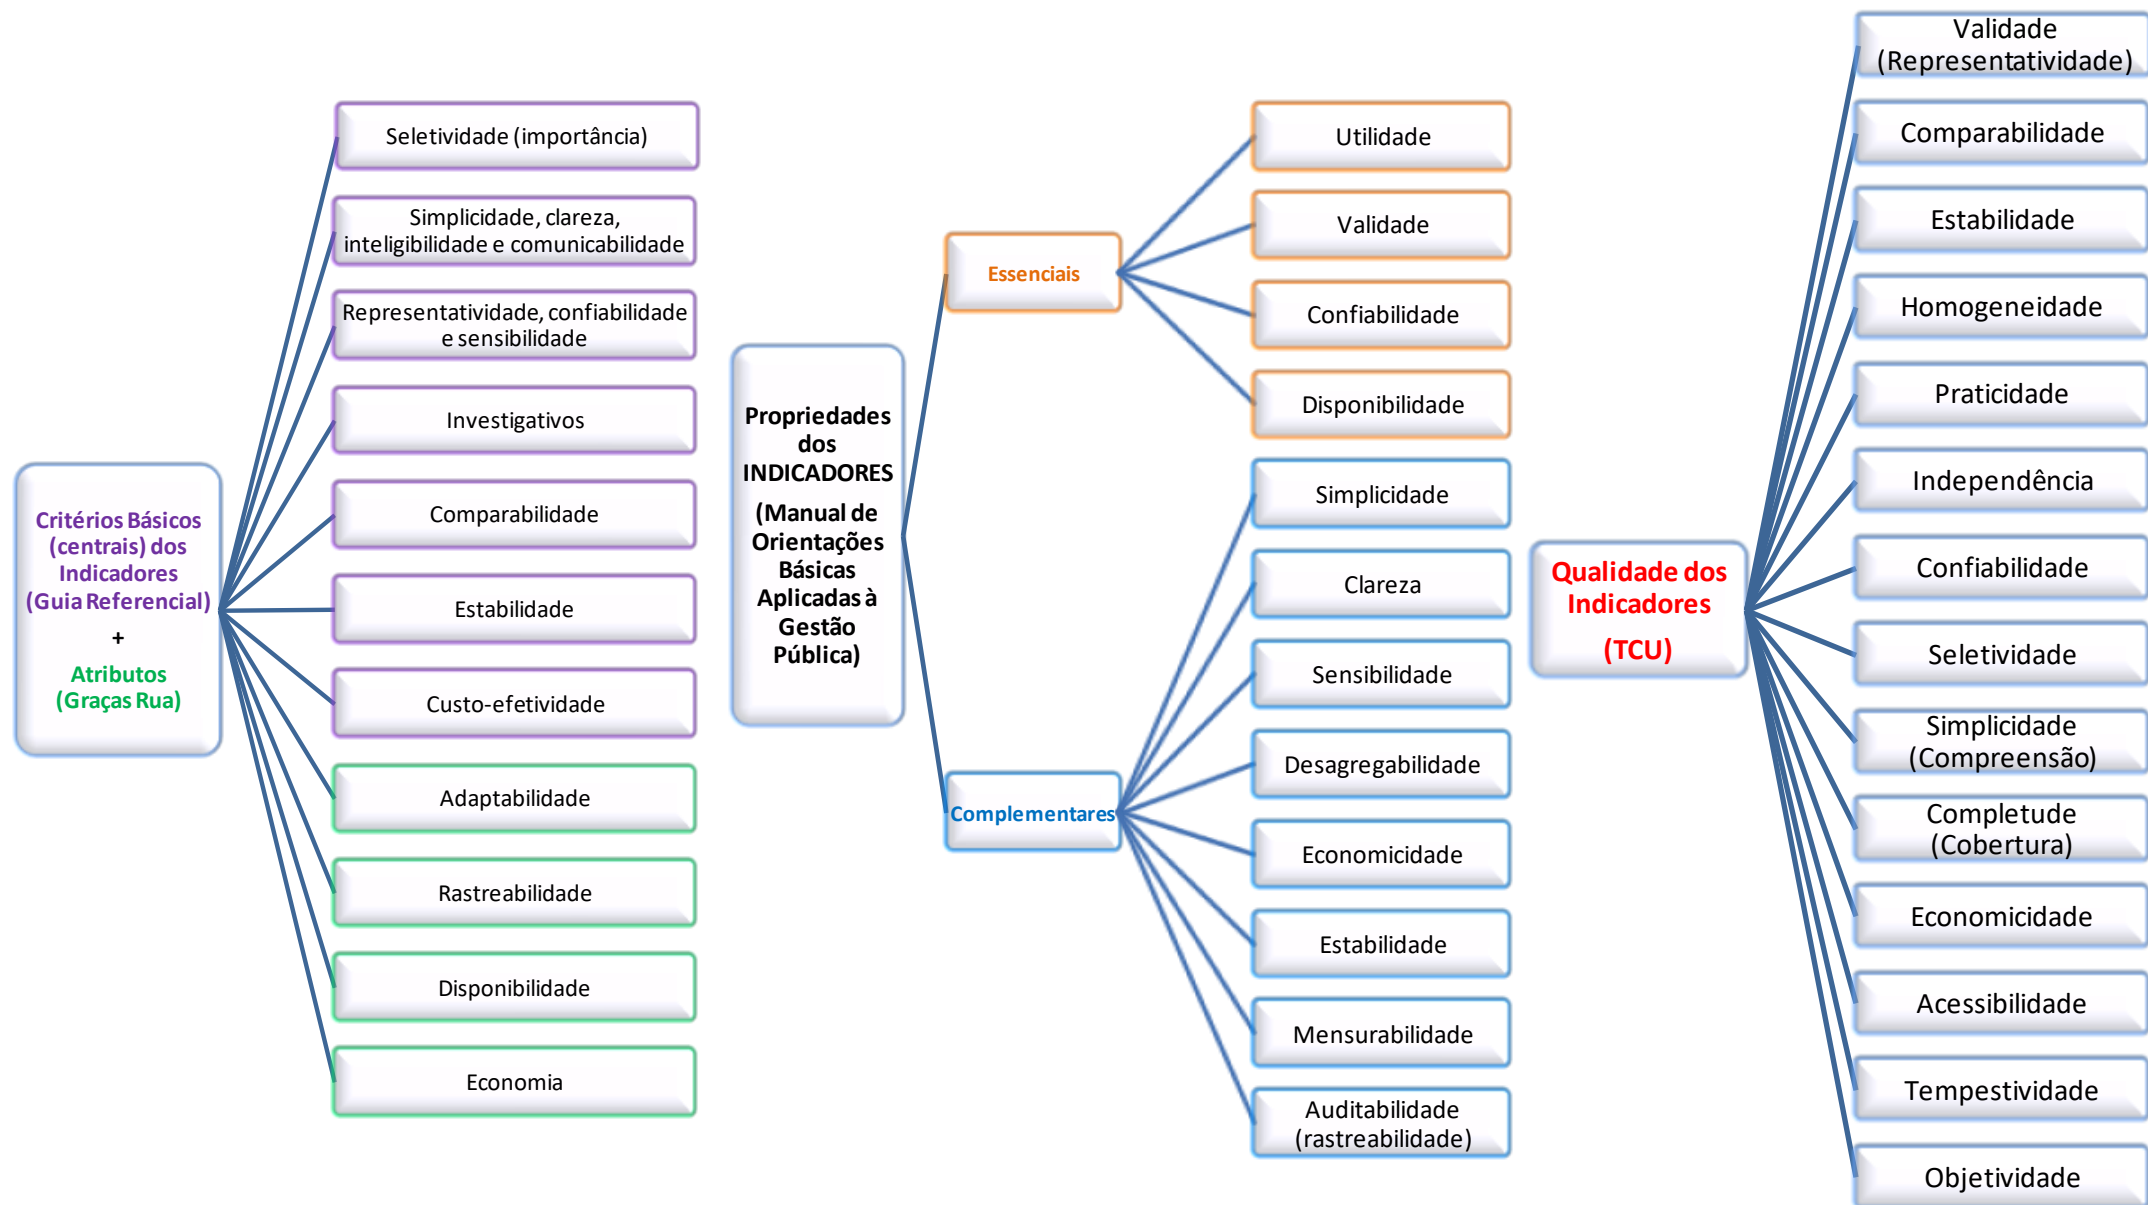 Critérios Básicos
(centrais) dos
Indicadores
(Guia Referencial)
+
Atributos
(Graças Rua)
Seletividade (importância)
Simplicidade, clareza,
inteligibilidade e comunicabilidade
Representatividade, confiabilidade
e sensibilidade
Investigativos
Comparabilidade
Estabilidade
Custo-efetividade
Adaptabilidade
Rastreabilidade
Disponibilidade
Economia
Propriedades
dos
INDICADORES
(Manual de
Orientações
Básicas
Aplicadas à
Gestão
Pública)
Essenciais
Utilidade
Validade
Confiabilidade
Disponibilidade
Complementares
Simplicidade
Clareza
Sensibilidade
Desagregabilidade
Economicidade
Estabilidade
Mensurabilidade
Auditabilidade
(rastreabilidade)
Qualidade dos
Indicadores
(TCU)
Validade
(Representatividade)
Comparabilidade
Estabilidade
Homogeneidade
Praticidade
Independência
Confiabilidade
Seletividade
Simplicidade
(Compreensão)
Completude
(Cobertura)
Economicidade
Acessibilidade
Tempestividade
Objetividade